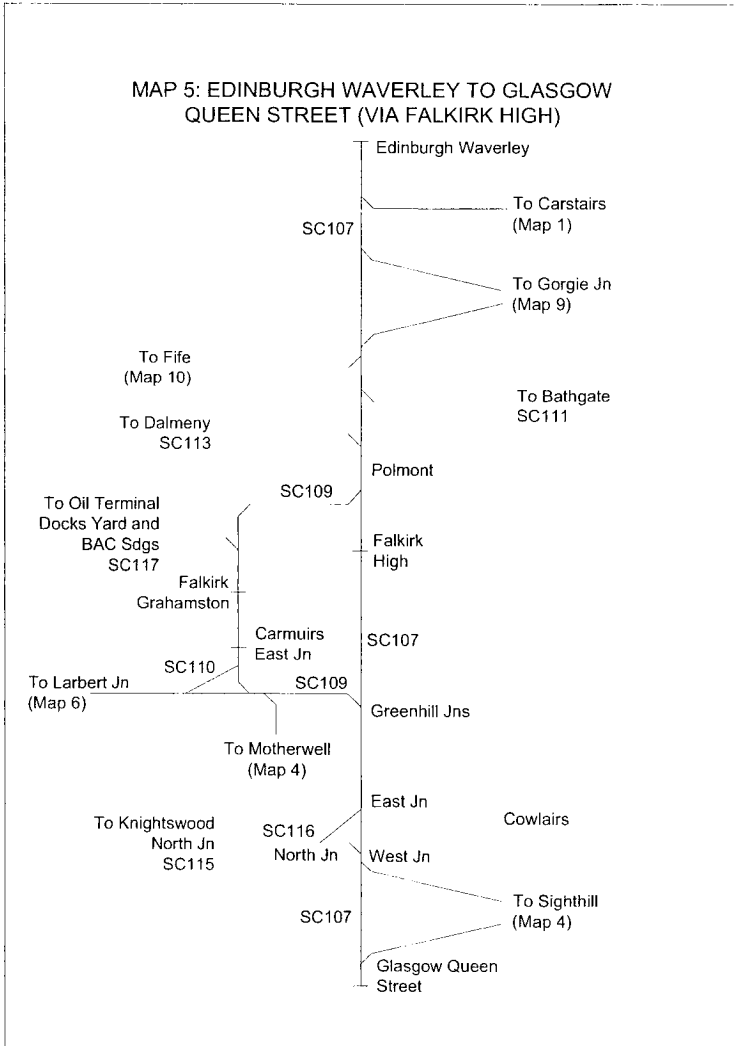 MAP 5: EDINBURGH WAVERLEY TO GLASGOW
QUEEN STREET (VIA FALKIRK HIGH)
Edinburgh Waverley
To Carstairs
(Map 1)
SC107
To Gorgie Jn
(Map 9)
To Fife
(Map 10)
To Bathgate
SC111
To Dalmeny
SC113
Polmont
SC109
To Oil Terminal
Docks Yard and
BAC Sdgs
SC117
Falkirk
High
Falkirk
Grahamston
Carmuirs
East Jn
SC107
SC110
To Larbert Jn
(Map 6)
SC109
Greenhill Jns
To Motherwell
(Map 4)
East Jn
Cowlairs
To Knightswood
North Jn
SC115
SC116
North Jn
West Jn
To Sighthill
(Map 4)
SC107
Glasgow Queen
Street